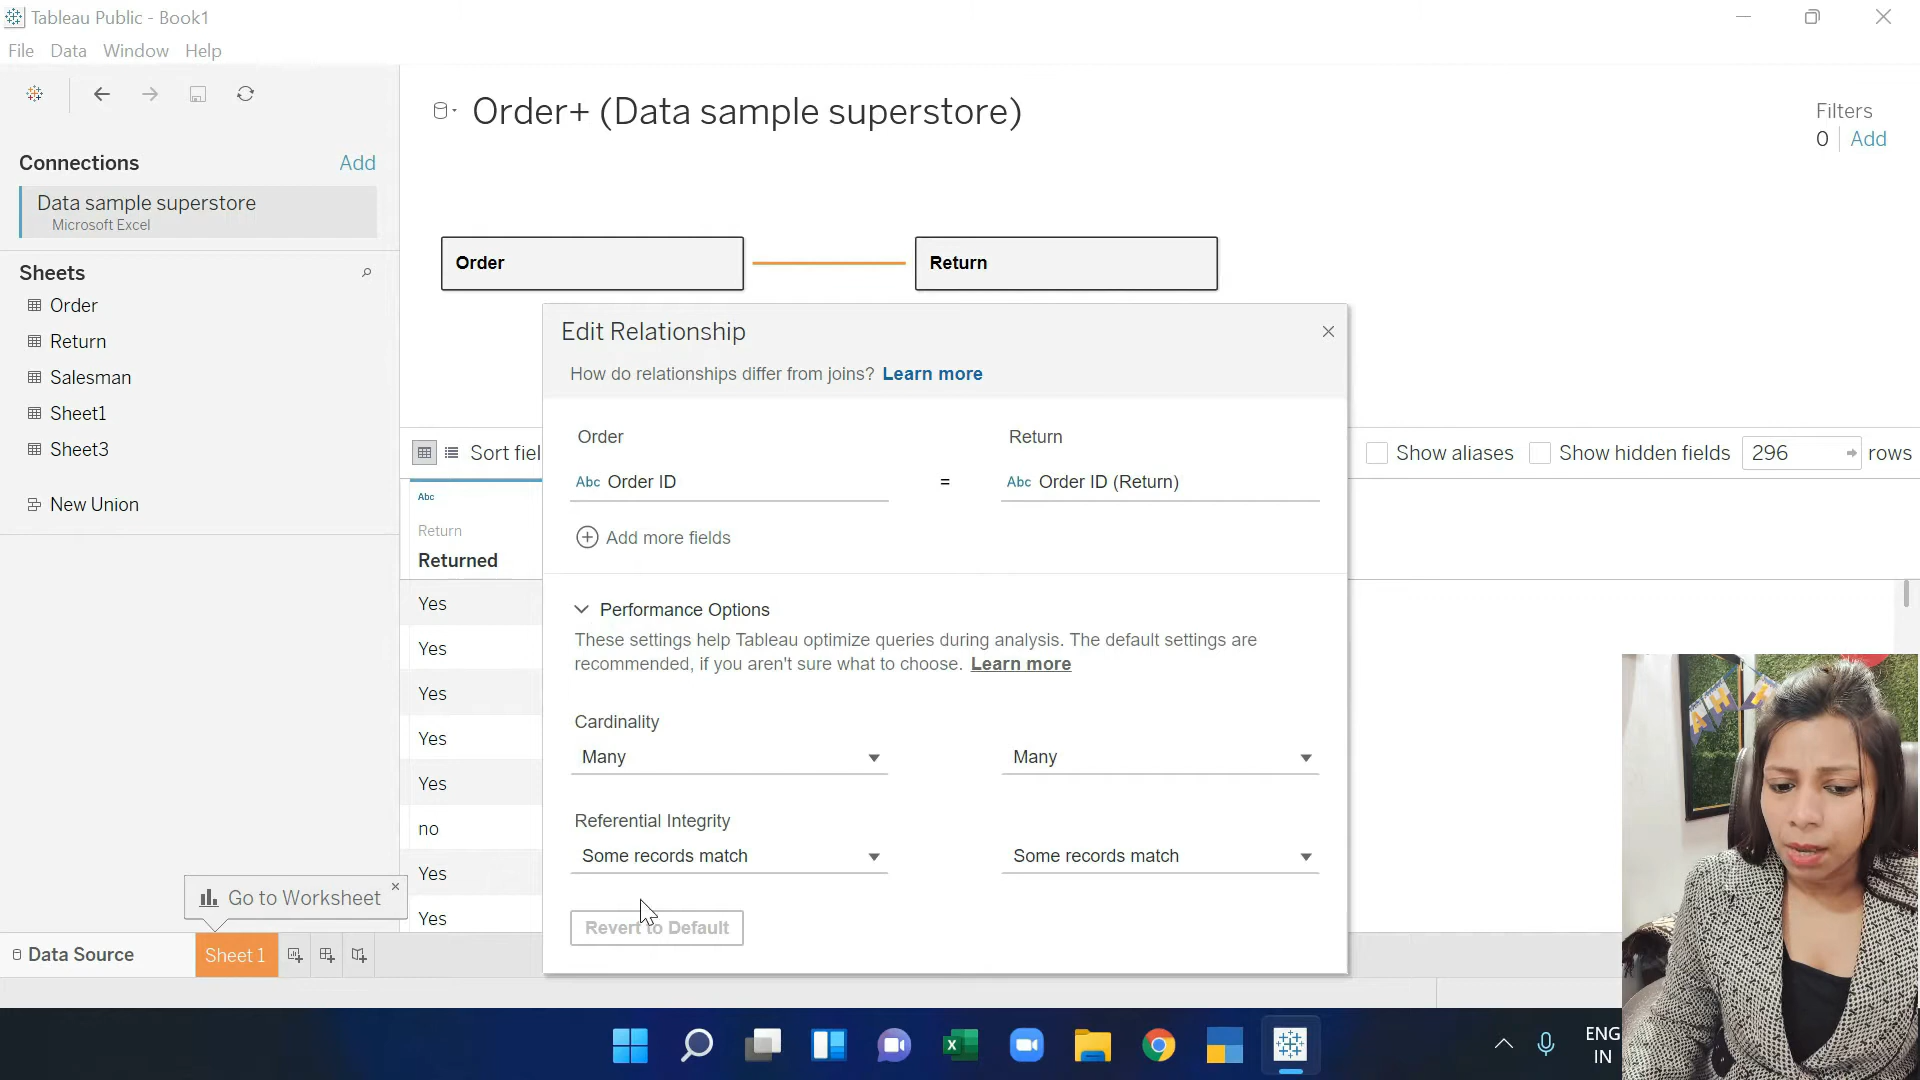 Tableau Public - Book1
File Data Window Help
Order+ (Data sample superstore)
Filters
0 Add
Connections Add
Data sample superstore
Microsoft Excel
Sheets
Order
Return
Salesman
Sheet1
Sheet3
New Union
Order
Return
Edit Relationship
How do relationships differ from joins? Learn more
Order Return
Abc Order ID = Abc Order ID (Return)
Add more fields
Performance Options
These settings help Tableau optimize queries during analysis. The default settings are
recommended, if you aren't sure what to choose. Learn more
Cardinality
Many Many
Referential Integrity
Some records match Some records match
Revert to Default
Sort fiel
Show aliases Show hidden fields 296 rows
Abc
Return
Returned
Yes
Yes
Yes
Yes
Yes
no
Yes
Yes
Go to Worksheet
Data Source Sheet 1
ENG
IN